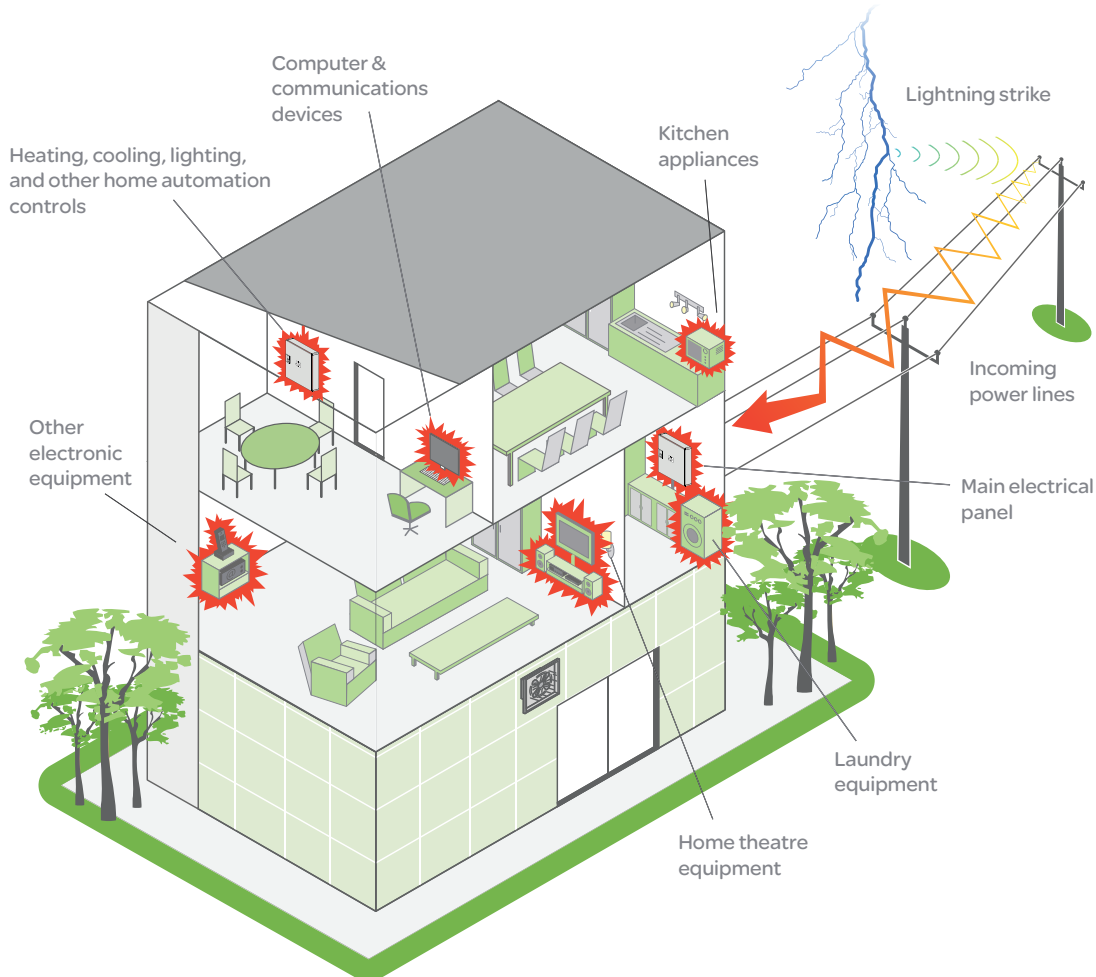 Computer &
communications
devices
Lightning strike
Kitchen
appliances
Heating, cooling, lighting,
and other home automation
controls
Incoming
power lines
Other
electronic
equipment
Main electrical
panel
Laundry
equipment
Home theatre
equipment